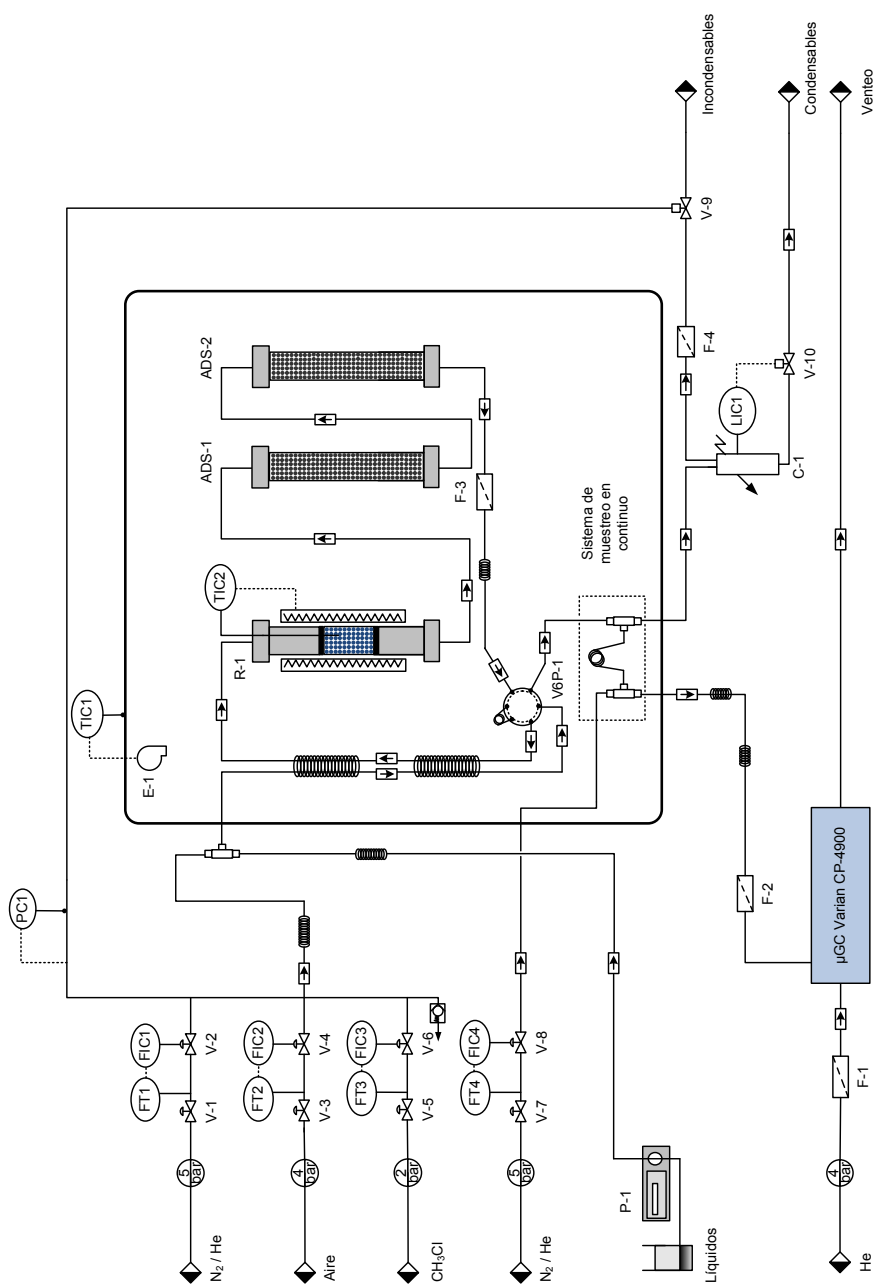 Incondensables
Condensables
Venteo
V-9
F-4
V-10
LIC1
C-1
ADS-2
ADS-1
F-3
Sistema de
muestreo en
continuo
TIC2
R-1
V6P-1
TIC1
E-1
PC1
F-2
µGC Varian CP-4900
F-1
FIC1
V-2
FT1
V-1
5
bar
N₂ / He
FIC2
V-4
FT2
V-3
4
bar
Aire
FIC3
V-6
FT3
V-5
2
bar
CH₃Cl
FIC4
V-8
FT4
V-7
5
bar
N₂ / He
P-1
Líquidos
4
bar
He